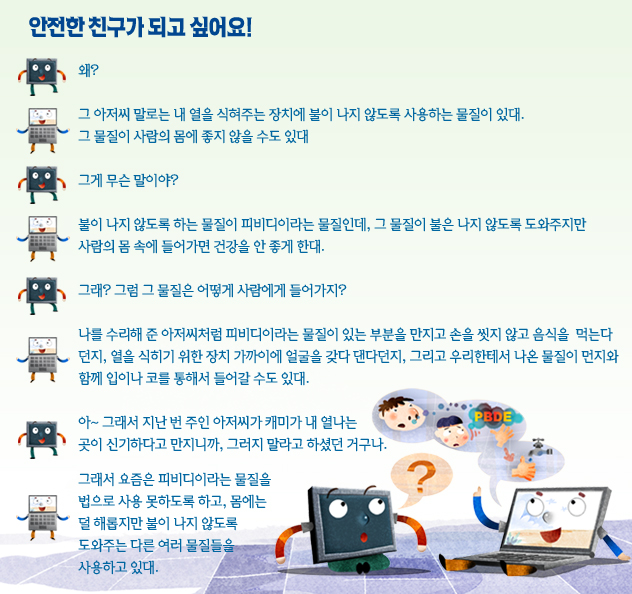 안전한 친구가 되고 싶어요!
왜?
그 아저씨 말로는 내 열을 식혀주는 장치에 불이 나지 않도록 사용하는 물질이 있대.
그 물질이 사람의 몸에 좋지 않을 수도 있대
그게 무슨 말이야?
불이 나지 않도록 하는 물질이 피비디이라는 물질인데, 그 물질이 불은 나지 않도록 도와주지만
사람의 몸 속에 들어가면 건강을 안 좋게 한대.
그래? 그럼 그 물질은 어떻게 사람에게 들어가지?
나를 수리해 준 아저씨처럼 피비디이라는 물질이 있는 부분을 만지고 손을 씻지 않고 음식을 먹는다
던지, 열을 식히기 위한 장치 가까이에 얼굴을 갖다 댄다던지, 그리고 우리한테서 나온 물질이 먼지와
함께 입이나 코를 통해서 들어갈 수도 있대.
아~ 그래서 지난 번 주인 아저씨가 캐미가 내 열나는
곳이 신기하다고 만지니까, 그러지 말라고 하셨던 거구나.
PBDE
?
그래서 요즘은 피비디이라는 물질을
법으로 사용 못하도록 하고, 몸에는
덜 해롭지만 불이 나지 않도록
도와주는 다른 여러 물질들을
사용하고 있대.